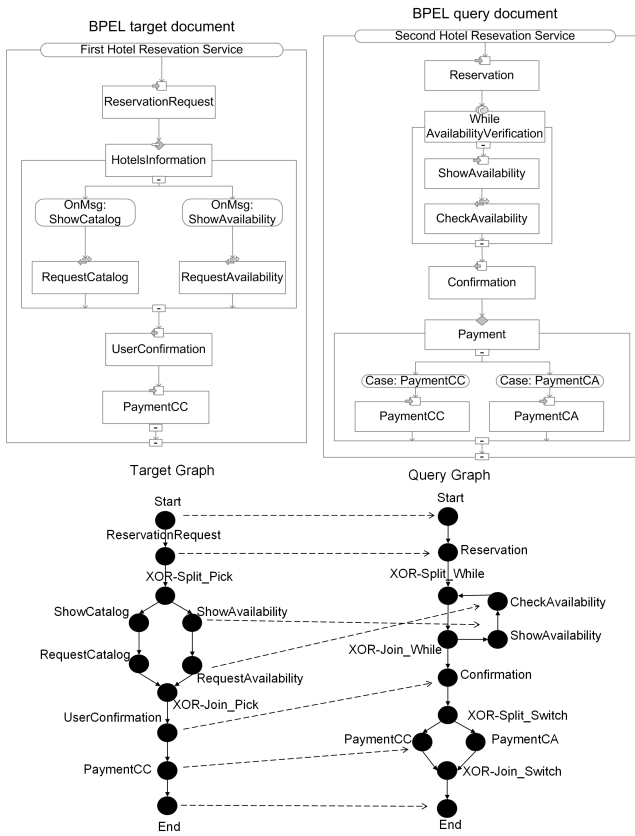 BPEL target document
First Hotel Resevation Service
ReservationRequest
HotelsInformation
OnMsg:
ShowCatalog
OnMsg:
ShowAvailability
RequestCatalog
RequestAvailability
UserConfirmation
PaymentCC
BPEL query document
Second Hotel Resevation Service
Reservation
While
AvailabilityVerification
ShowAvailability
CheckAvailability
Confirmation
Payment
Case: PaymentCC
Case: PaymentCA
PaymentCC
PaymentCA
Target Graph
Start
ReservationRequest
XOR-Split_Pick
ShowCatalog
ShowAvailability
RequestCatalog
RequestAvailability
XOR-Join_Pick
UserConfirmation
PaymentCC
End
Query Graph
Start
Reservation
XOR-Split_While
CheckAvailability
ShowAvailability
XOR-Join_While
Confirmation
XOR-Split_Switch
PaymentCC
PaymentCA
XOR-Join_Switch
End